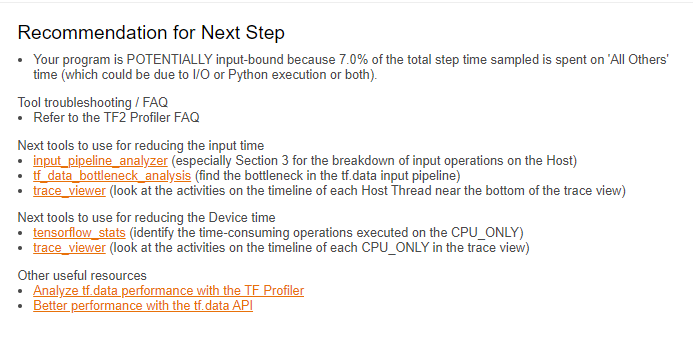 Recommendation for Next Step
• Your program is POTENTIALLY input-bound because 7.0% of the total step time sampled is spent on 'All Others'
time (which could be due to I/O or Python execution or both).
Tool troubleshooting / FAQ
• Refer to the TF2 Profiler FAQ
Next tools to use for reducing the input time
• input_pipeline_analyzer (especially Section 3 for the breakdown of input operations on the Host)
• tf_data_bottleneck_analysis (find the bottleneck in the tf.data input pipeline)
• trace_viewer (look at the activities on the timeline of each Host Thread near the bottom of the trace view)
Next tools to use for reducing the Device time
• tensorflow_stats (identify the time-consuming operations executed on the CPU_ONLY)
• trace_viewer (look at the activities on the timeline of each CPU_ONLY in the trace view)
Other useful resources
• Analyze tf.data performance with the TF Profiler
• Better performance with the tf.data API